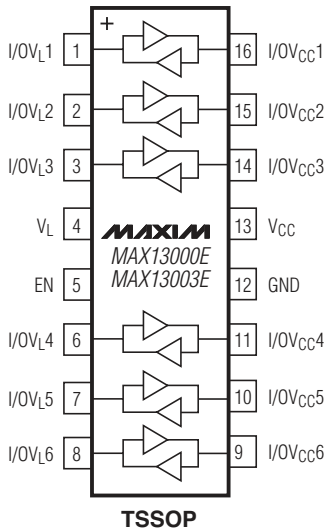 +
I/OVL1 1 16 I/OVCC1
I/OVL2 2 15 I/OVCC2
I/OVL3 3 14 I/OVCC3
VL 4 MAXIM 13 VCC
MAX13000E
EN 5 MAX13003E 12 GND
I/OVL4 6 11 I/OVCC4
I/OVL5 7 10 I/OVCC5
I/OVL6 8 9 I/OVCC6
TSSOP